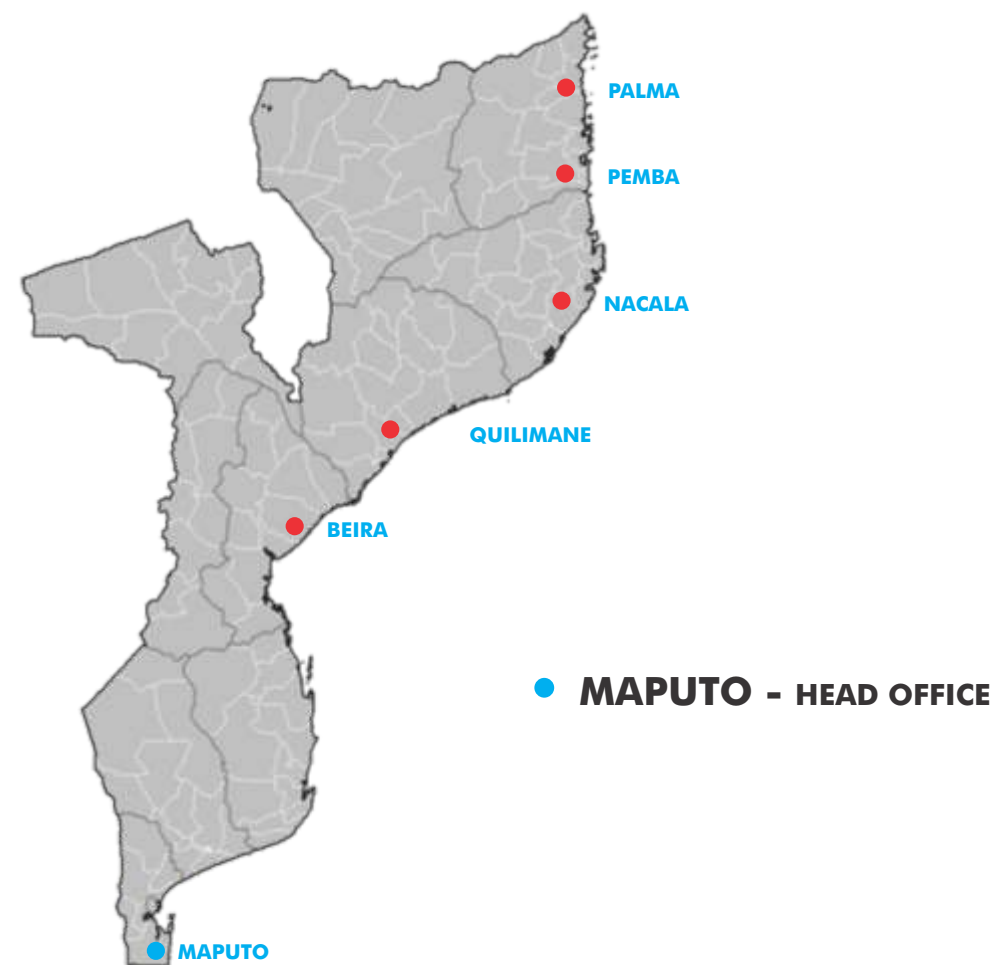 PALMA
PEMBA
NACALA
QUILIMANE
BEIRA
MAPUTO - HEAD OFFICE
MAPUTO